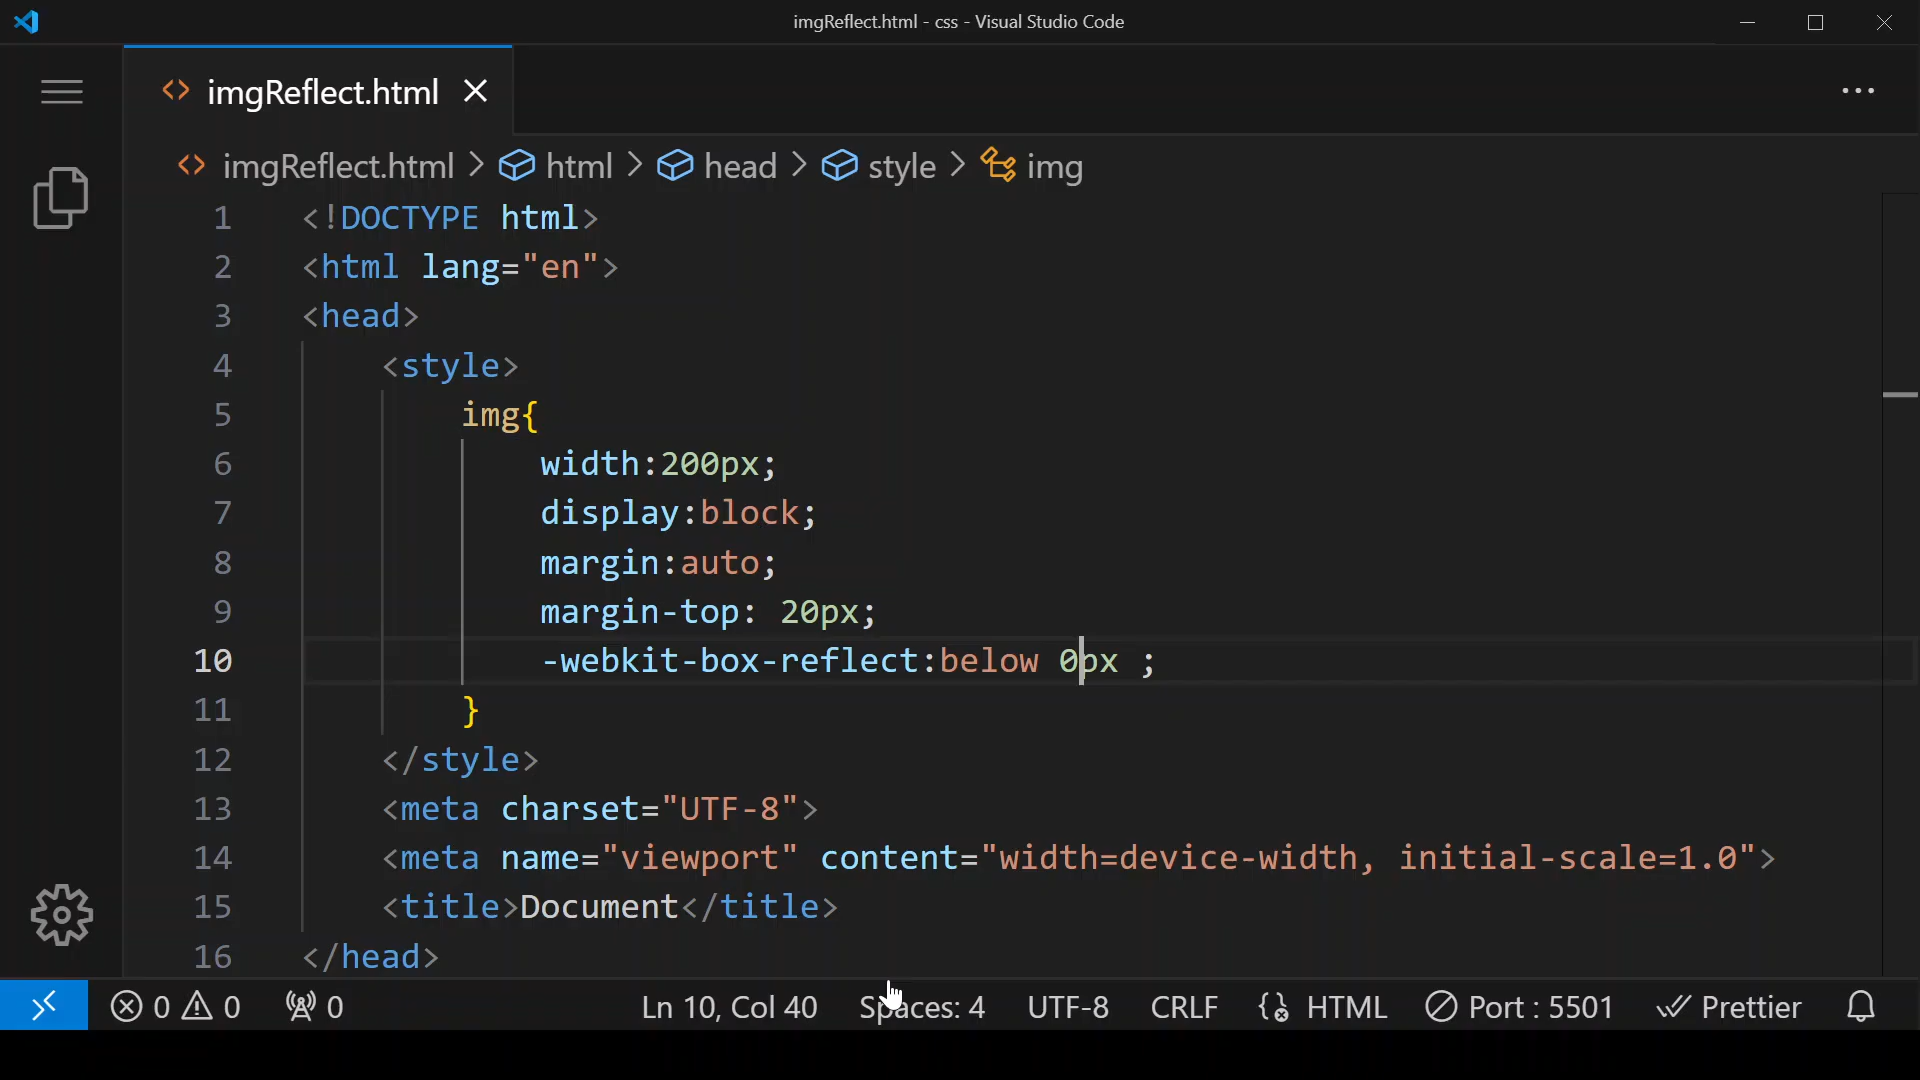 imgReflect.html - css - Visual Studio Code
imgReflect.html
imgReflect.html > html > head > style > img
1 <!DOCTYPE html>
2 <html lang="en">
3 <head>
4 <style>
5 img{
6 width:200px;
7 display:block;
8 margin:auto;
9 margin-top: 20px;
10 -webkit-box-reflect:below 0px ;
11 }
12 </style>
13 <meta charset="UTF-8">
14 <meta name="viewport" content="width=device-width, initial-scale=1.0">
15 <title>Document</title>
16 </head>
0 0 0 Ln 10, Col 40 Spaces: 4 UTF-8 CRLF HTML Port : 5501 Prettier